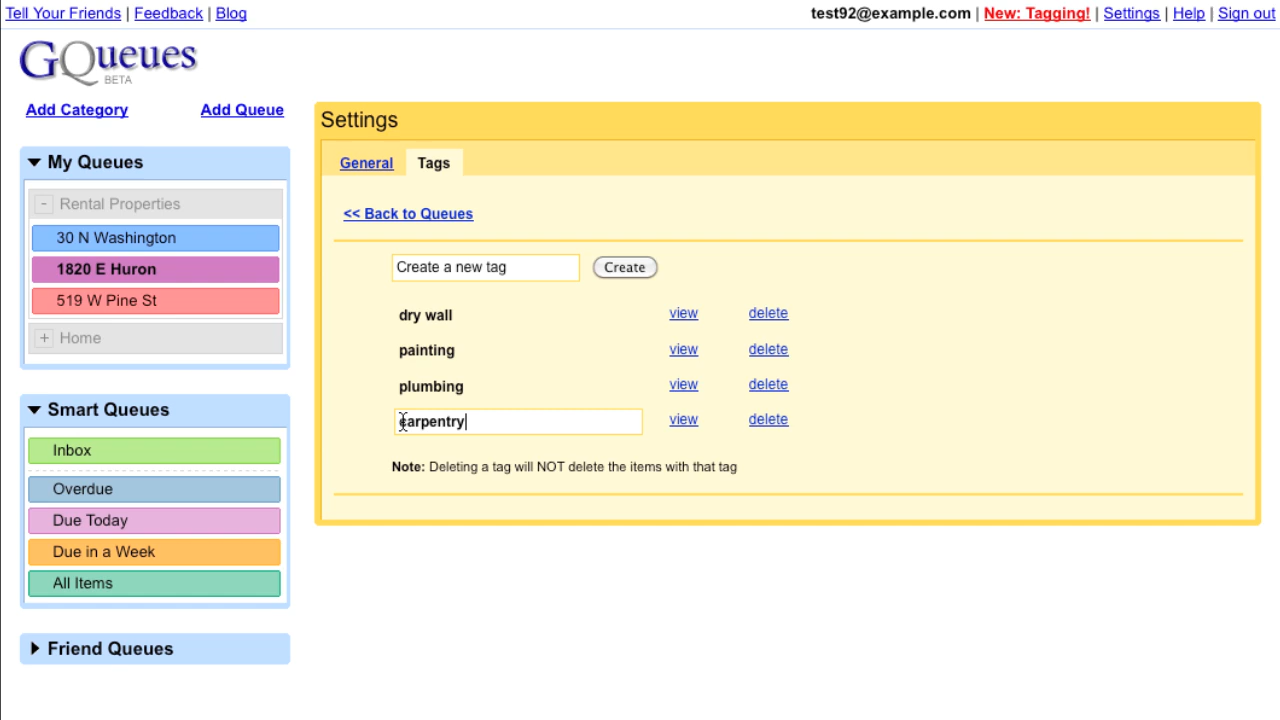 Tell Your Friends | Feedback | Blog
test92@example.com | New: Tagging! | Settings | Help | Sign out
GQueues
BETA
Add Category Add Queue
My Queues
- Rental Properties
30 N Washington
1820 E Huron
519 W Pine St
+ Home
Smart Queues
Inbox
Overdue
Due Today
Due in a Week
All Items
Friend Queues
Settings
General Tags
<< Back to Queues
Create a new tag Create
dry wall view delete
painting view delete
plumbing view delete
carpentry view delete
Note: Deleting a tag will NOT delete the items with that tag